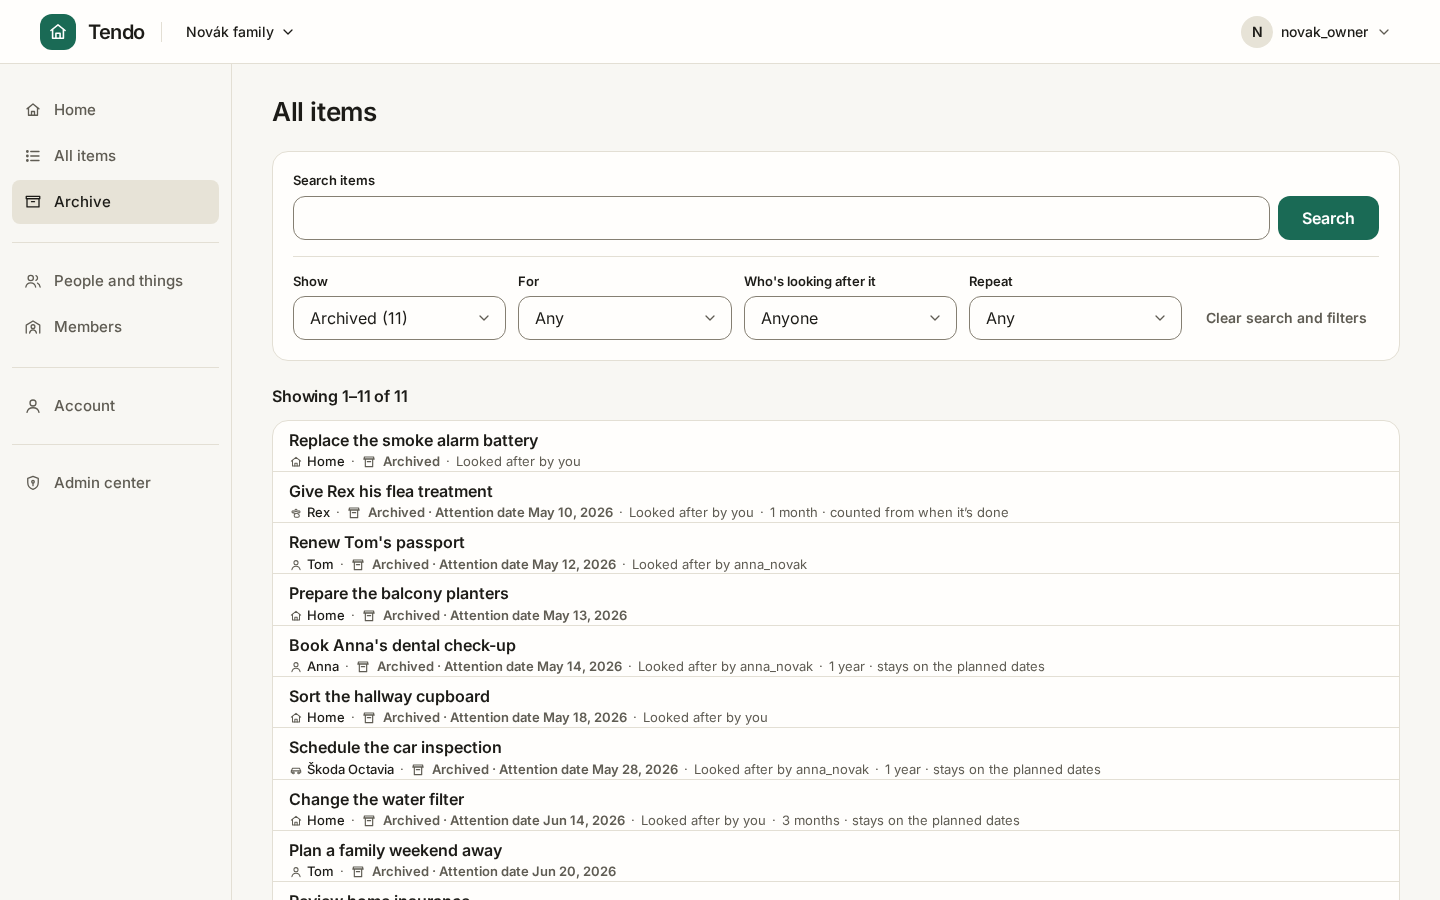 Tendo
Novák family
N novak_owner
Home
All items
Archive
People and things
Members
Account
Admin center
All items
Search items
Search
Show
For
Who's looking after it
Repeat
Archived (11)
Any
Anyone
Any
Clear search and filters
Showing 1–11 of 11
Replace the smoke alarm battery
Home · Archived · Looked after by you
Give Rex his flea treatment
Rex · Archived · Attention date May 10, 2026 · Looked after by you · 1 month · counted from when it’s done
Renew Tom's passport
Tom · Archived · Attention date May 12, 2026 · Looked after by anna_novak
Prepare the balcony planters
Home · Archived · Attention date May 13, 2026
Book Anna's dental check-up
Anna · Archived · Attention date May 14, 2026 · Looked after by anna_novak · 1 year · stays on the planned dates
Sort the hallway cupboard
Home · Archived · Attention date May 18, 2026 · Looked after by you
Schedule the car inspection
Škoda Octavia · Archived · Attention date May 28, 2026 · Looked after by anna_novak · 1 year · stays on the planned dates
Change the water filter
Home · Archived · Attention date Jun 14, 2026 · Looked after by you · 3 months · stays on the planned dates
Plan a family weekend away
Tom · Archived · Attention date Jun 20, 2026
Review home insurance